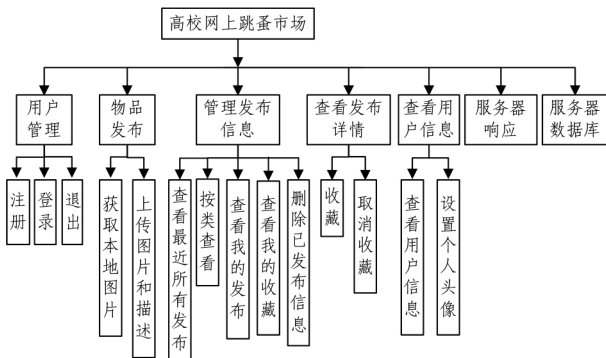 高校网上跳蚤市场
用户
管理
物品
发布
管理发布
信息
查看发布
详情
查看用
户信息
服务器
响应
服务器
数据库
注册
登录
退出
获取本地图片
上传图片和描述
查看最近所有发布
按类查看
查看我的发布
查看我的收藏
删除已发布信息
收藏
取消收藏
查看用户信息
设置个人头像